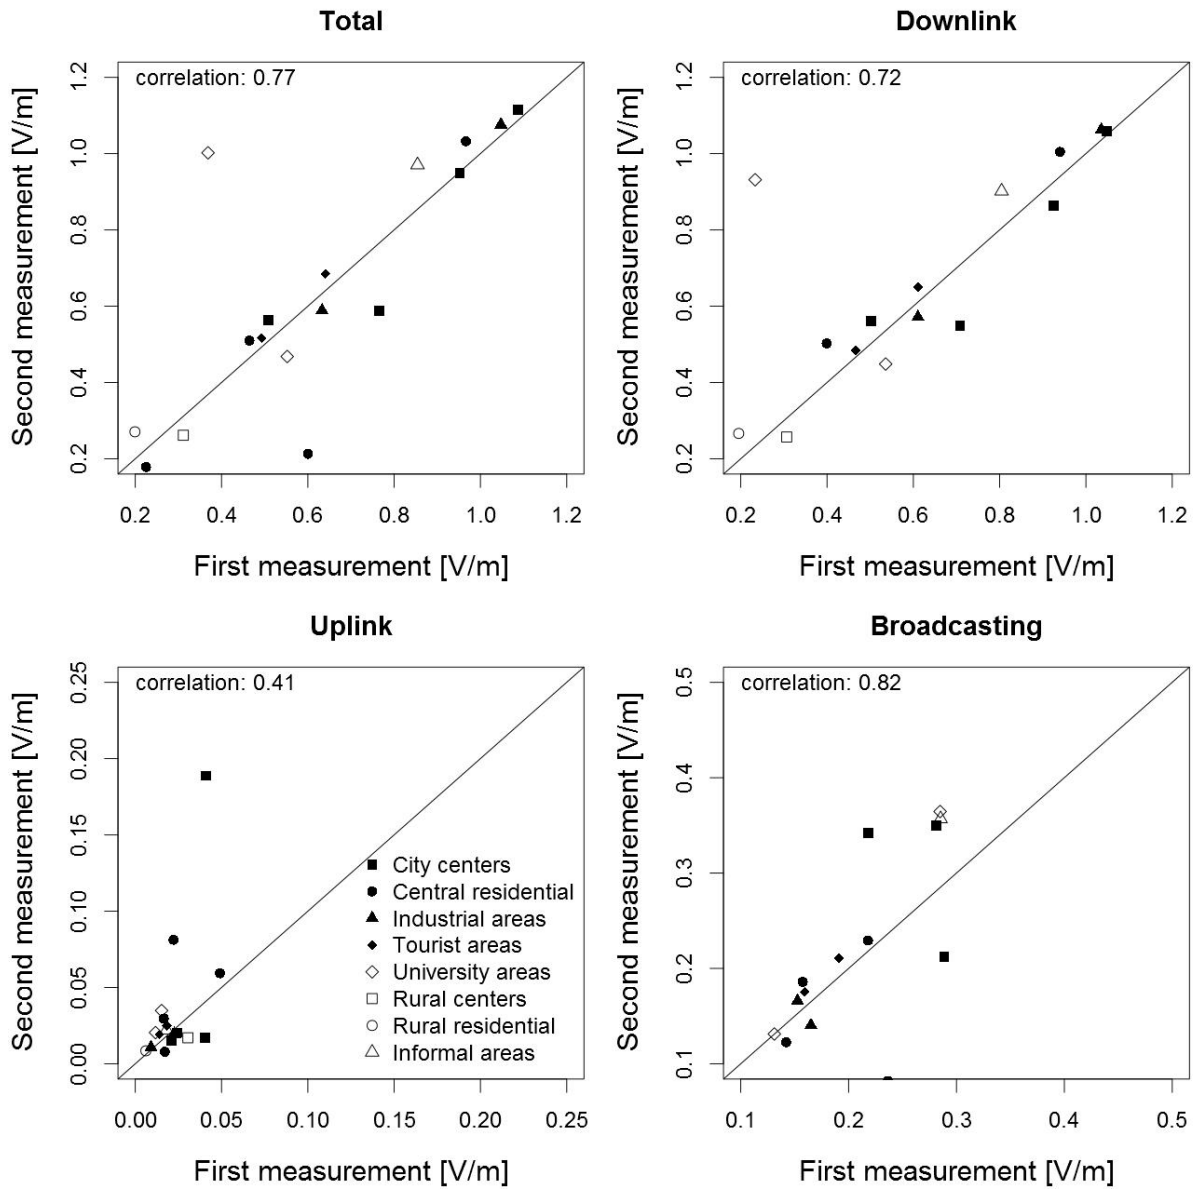 Total
correlation: 0.77
Second measurement [V/m]
1.2
1.0
0.8
0.6
0.4
0.2
0.2 0.4 0.6 0.8 1.0 1.2
First measurement [V/m]
Downlink
correlation: 0.72
Second measurement [V/m]
1.2
1.0
0.8
0.6
0.4
0.2
0.2 0.4 0.6 0.8 1.0 1.2
First measurement [V/m]
Uplink
correlation: 0.41
Second measurement [V/m]
0.25
0.20
0.15
0.10
0.05
0.00
City centers
Central residential
Industrial areas
Tourist areas
University areas
Rural centers
Rural residential
Informal areas
0.00 0.05 0.10 0.15 0.20 0.25
First measurement [V/m]
Broadcasting
correlation: 0.82
Second measurement [V/m]
0.5
0.4
0.3
0.2
0.1
0.1 0.2 0.3 0.4 0.5
First measurement [V/m]